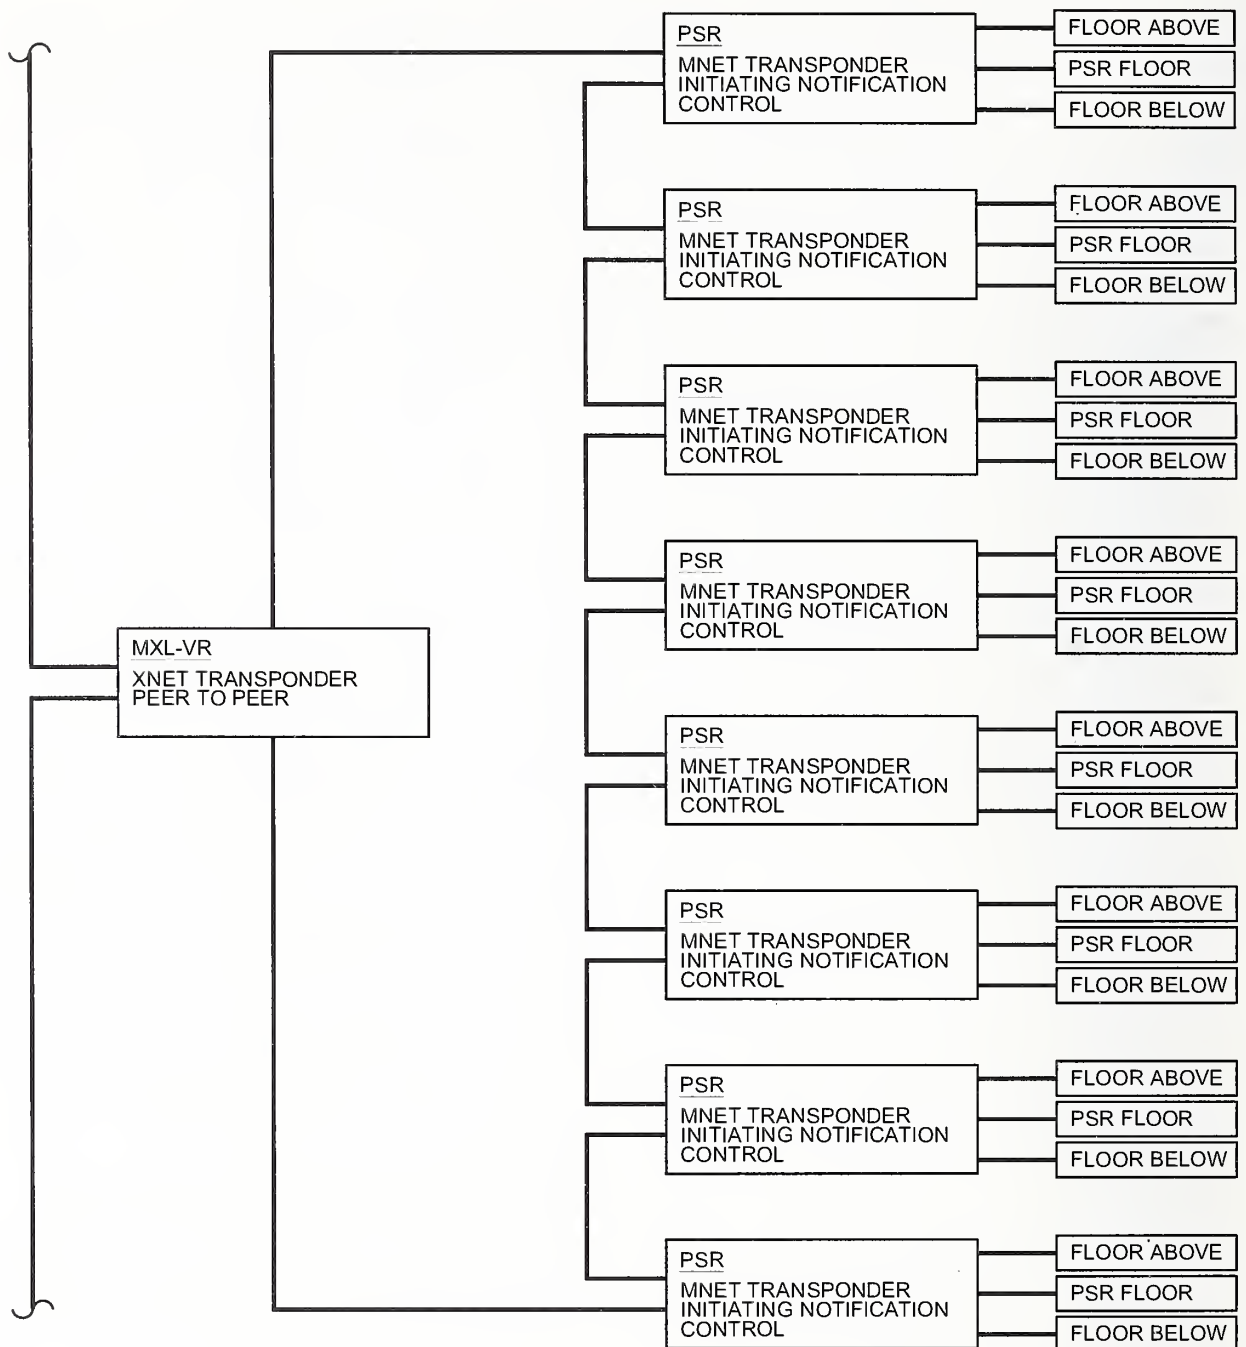 PSR
MNET TRANSPONDER
INITIATING NOTIFICATION
CONTROL
FLOOR ABOVE
PSR FLOOR
FLOOR BELOW
PSR
MNET TRANSPONDER
INITIATING NOTIFICATION
CONTROL
FLOOR ABOVE
PSR FLOOR
FLOOR BELOW
PSR
MNET TRANSPONDER
INITIATING NOTIFICATION
CONTROL
FLOOR ABOVE
PSR FLOOR
FLOOR BELOW
PSR
MNET TRANSPONDER
INITIATING NOTIFICATION
CONTROL
FLOOR ABOVE
PSR FLOOR
FLOOR BELOW
MXL-VR
XNET TRANSPONDER
PEER TO PEER
PSR
MNET TRANSPONDER
INITIATING NOTIFICATION
CONTROL
FLOOR ABOVE
PSR FLOOR
FLOOR BELOW
PSR
MNET TRANSPONDER
INITIATING NOTIFICATION
CONTROL
FLOOR ABOVE
PSR FLOOR
FLOOR BELOW
PSR
MNET TRANSPONDER
INITIATING NOTIFICATION
CONTROL
FLOOR ABOVE
PSR FLOOR
FLOOR BELOW
PSR
MNET TRANSPONDER
INITIATING NOTIFICATION
CONTROL
FLOOR ABOVE
PSR FLOOR
FLOOR BELOW